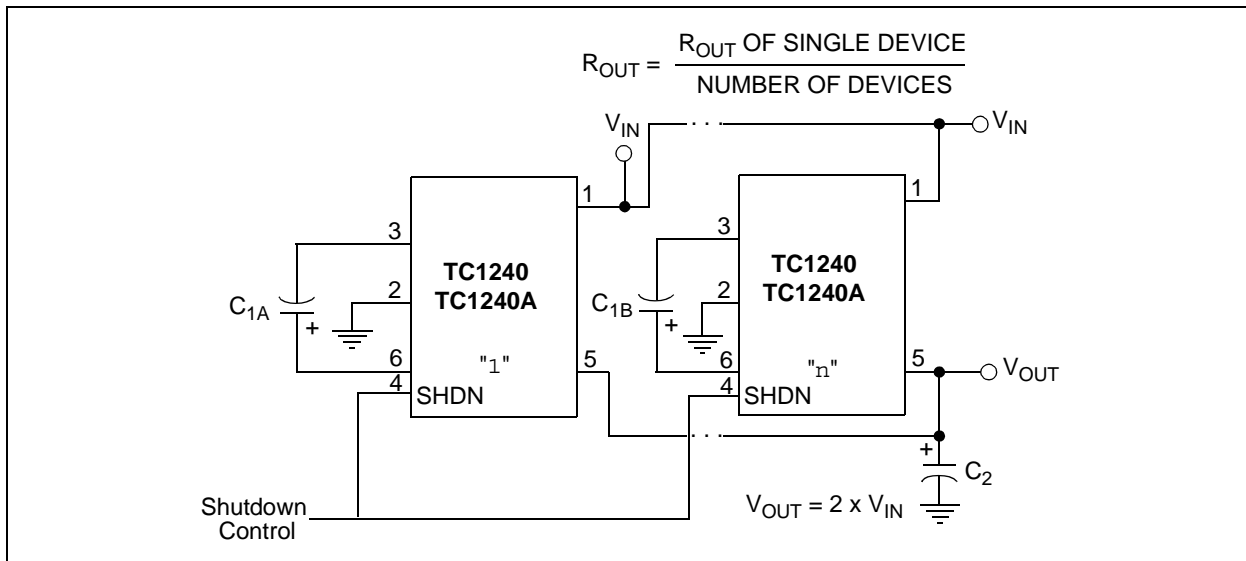 R_OUT = R_OUT OF SINGLE DEVICE
NUMBER OF DEVICES
V_IN
. . .
V_IN
1
3
TC1240
TC1240A
2
C_1A
+
6
4
SHDN
"1"
5
1
3
TC1240
TC1240A
2
C_1B
+
6
4
SHDN
"n"
5
V_OUT
. . .
+
C_2
V_OUT = 2 x V_IN
Shutdown
Control